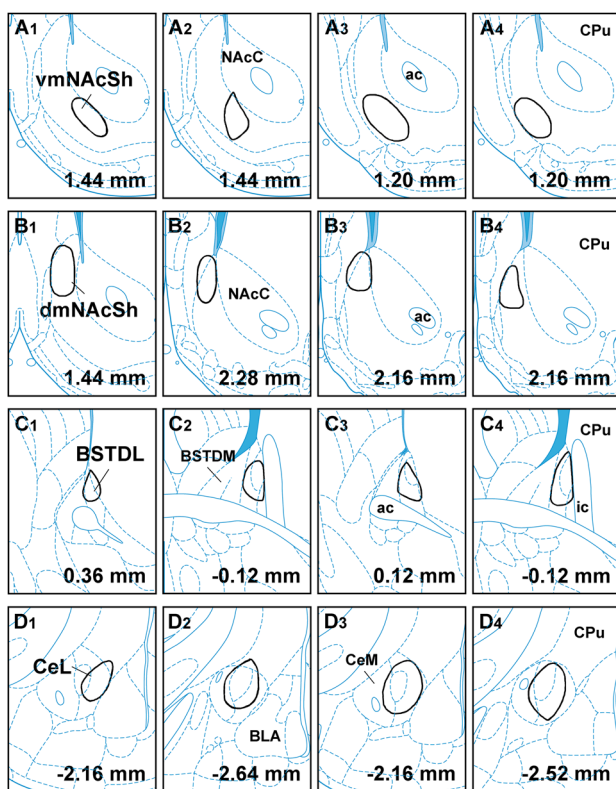 A1
vmNAcSh
1.44 mm
A2
NAcC
1.44 mm
A3
ac
1.20 mm
A4
CPu
1.20 mm
B1
dmNAcSh
1.44 mm
B2
NAcC
2.28 mm
B3
ac
2.16 mm
B4
CPu
2.16 mm
C1
BSTDL
0.36 mm
C2
BSTDM
-0.12 mm
C3
ac
0.12 mm
C4
CPu
ic
-0.12 mm
D1
CeL
-2.16 mm
D2
BLA
-2.64 mm
D3
CeM
-2.16 mm
D4
CPu
-2.52 mm